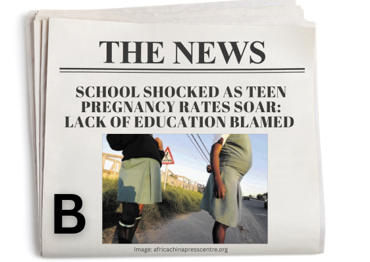 THE NEWS
SCHOOL SHOCKED AS TEEN
PREGNANCY RATES SOAR:
LACK OF EDUCATION BLAMED
B
Image: africachinapresscentre.org